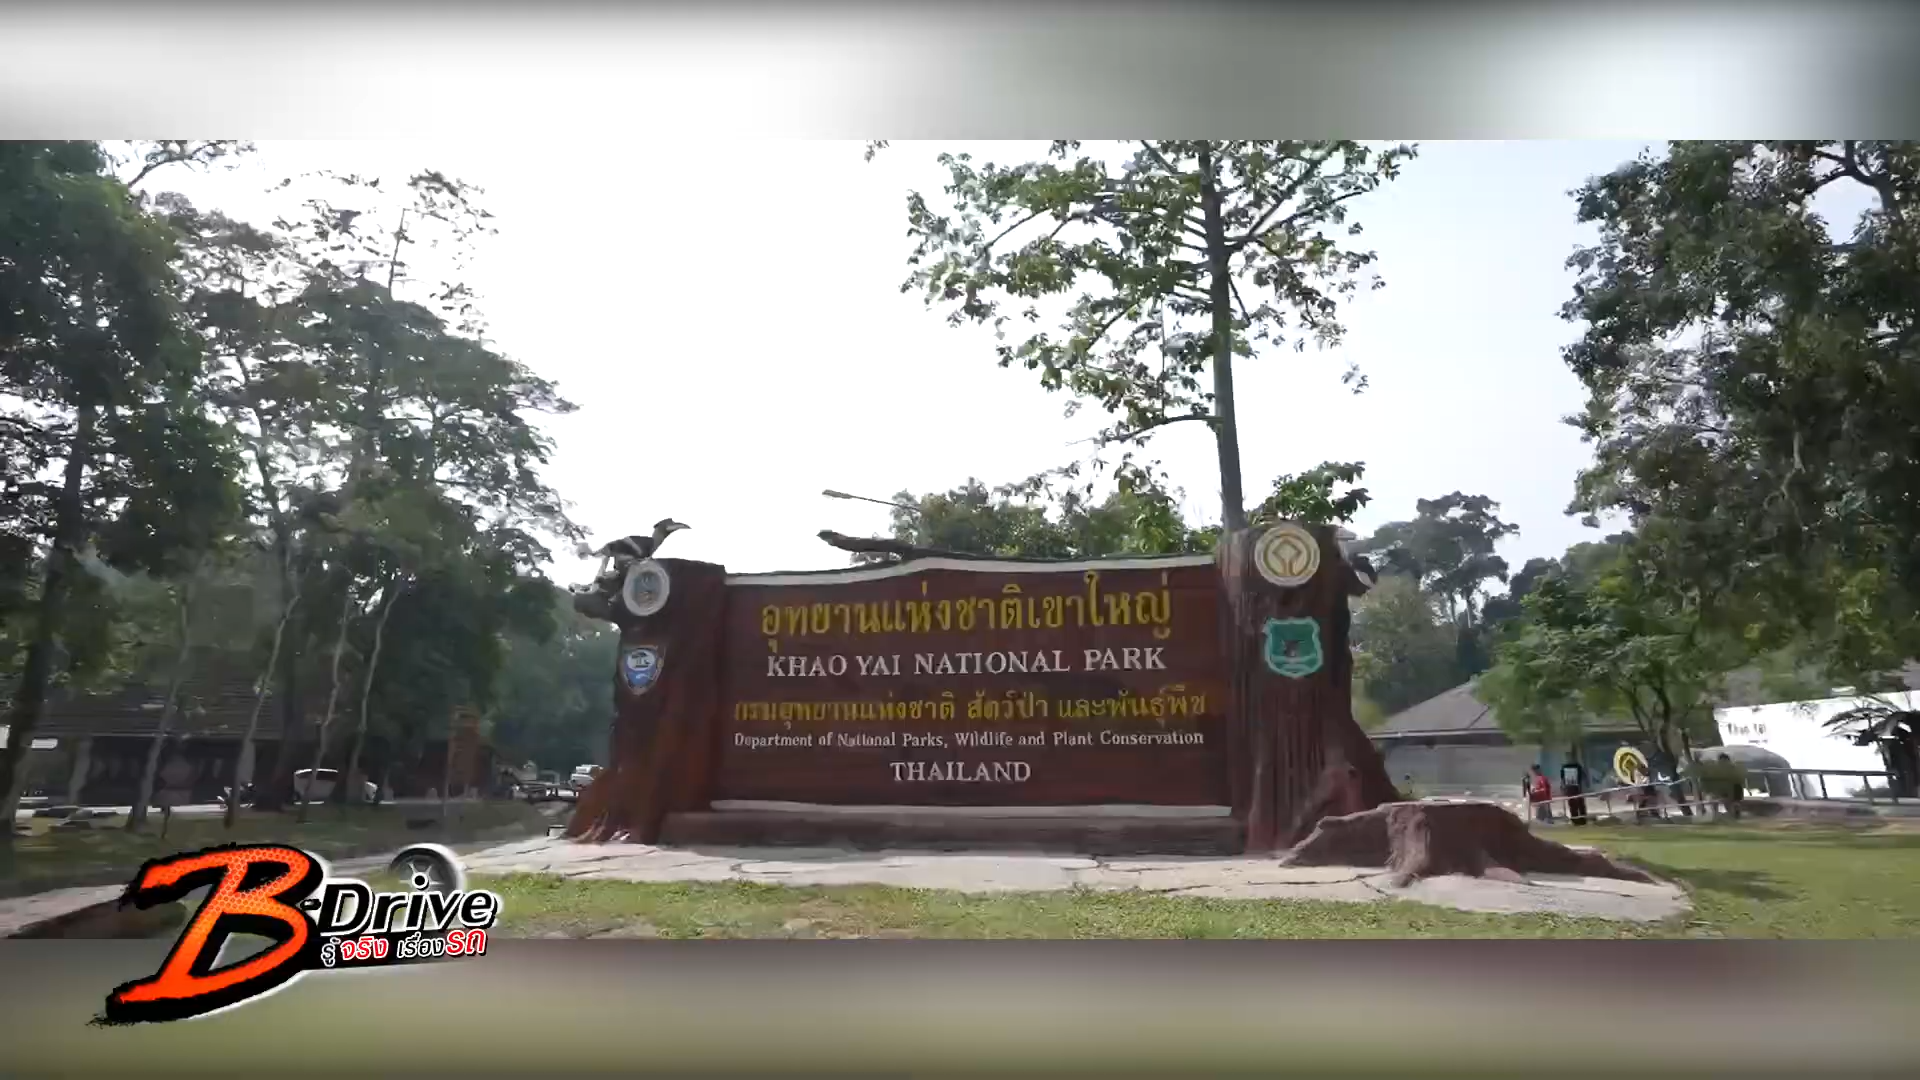 อุทยานแห่งชาติเขาใหญ่
KHAO YAI NATIONAL PARK
กรมอุทยานแห่งชาติ สัตว์ป่า และพันธุ์พืช
Department of National Parks, Wildlife and Plant Conservation
THAILAND
Khao Yai
B-Drive
รู้จริง เรื่องรถ